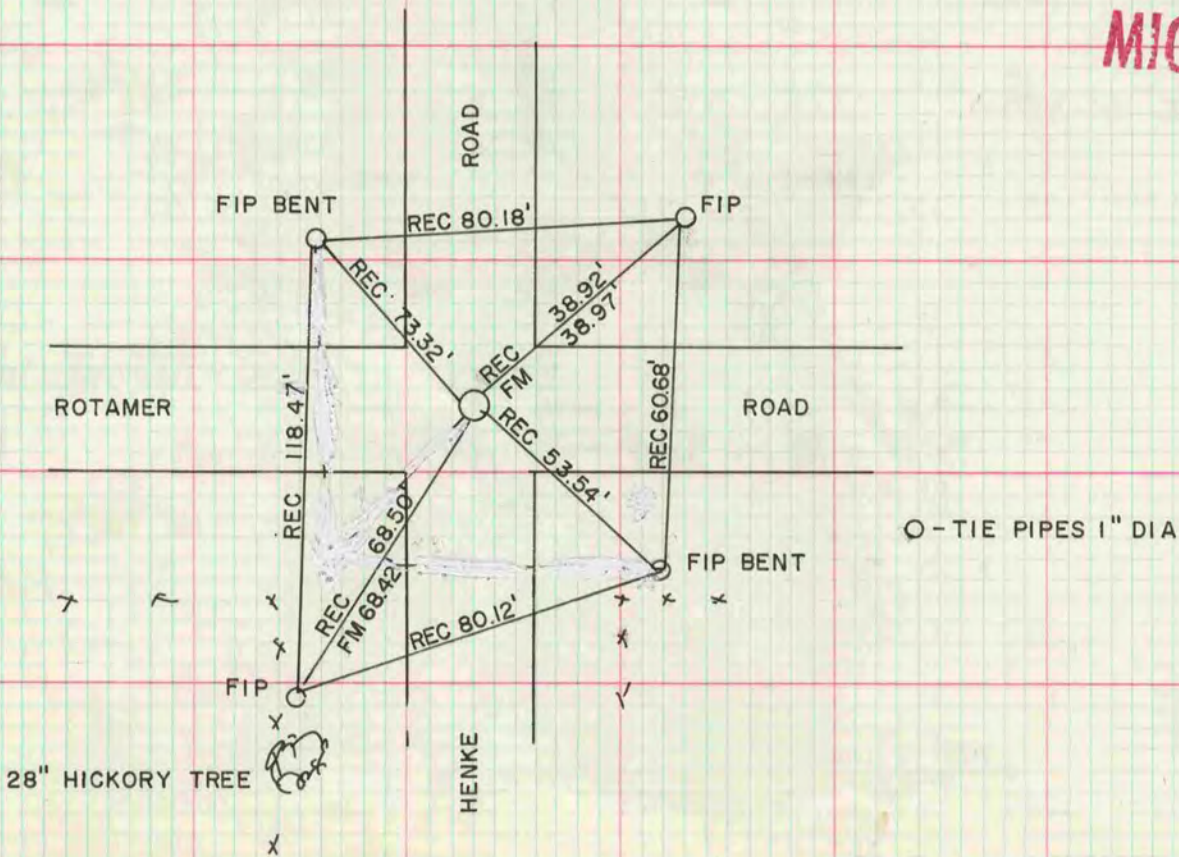 ROAD
FIP BENT
REC 80.18'
FIP
REC 73.32'
REC 38.92'
FM 38.97'
ROTAMER
REC 118.47'
REC 60.68'
ROAD
REC 53.54'
REC 68.50'
FM 68.42'
FIP BENT
O - TIE PIPES 1" DIA
REC 80.12'
FIP
28" HICKORY TREE
HENKE